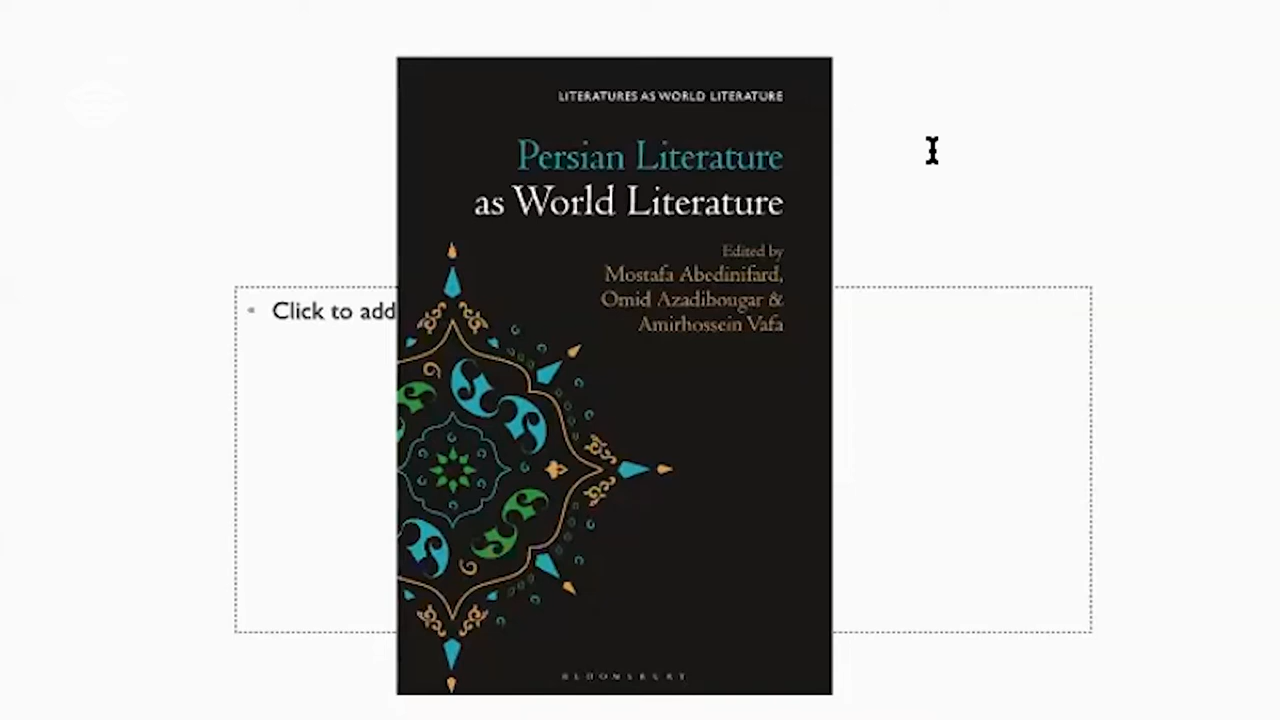 LITERATURES AS WORLD LITERATURE
Persian Literature
as World Literature
Edited by
Mostafa Abedinifard,
Omid Azadibougar &
Amirhossein Vafa
• Click to add
BLOOMSBURY